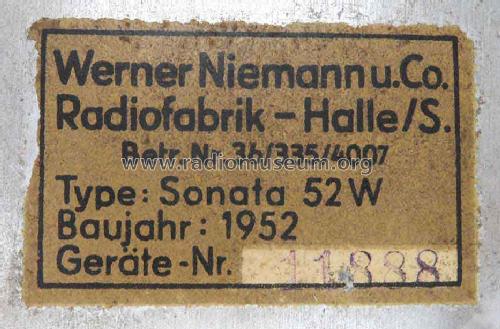 Werner Niemann u. Co.
Radiofabrik – Halle/S.
Betr. Nr. 36/335/4007
www.radiomuseum.org
Type: Sonata 52 W
Baujahr: 1952
Geräte-Nr. 11888